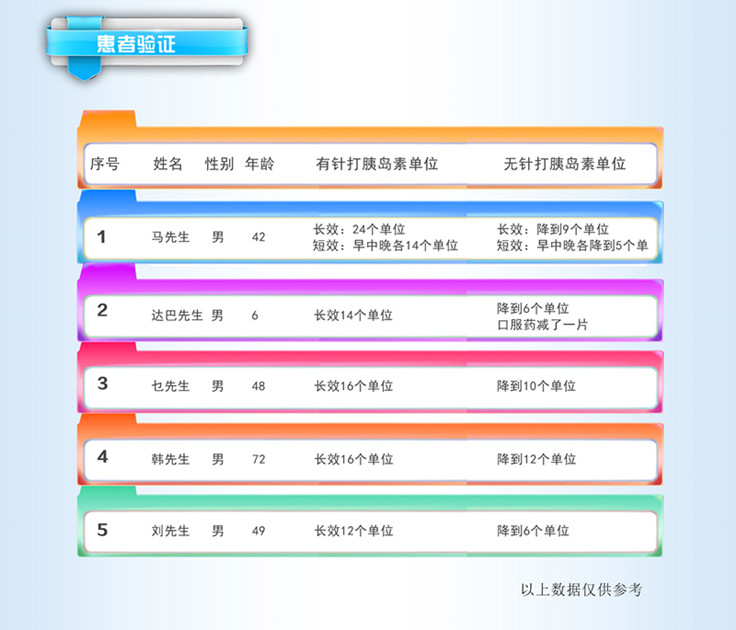 患者验证
序号 姓名 性别 年龄 有针打胰岛素单位 无针打胰岛素单位
1 马先生 男 42 长效：24个单位 长效：降到9个单位
短效：早中晚各14个单位 短效：早中晚各降到5个单
2 达巴先生 男 6 长效14个单位 降到6个单位
口服药减了一片
3 乜先生 男 48 长效16个单位 降到10个单位
4 韩先生 男 72 长效16个单位 降到12个单位
5 刘先生 男 49 长效12个单位 降到6个单位
以上数据仅供参考